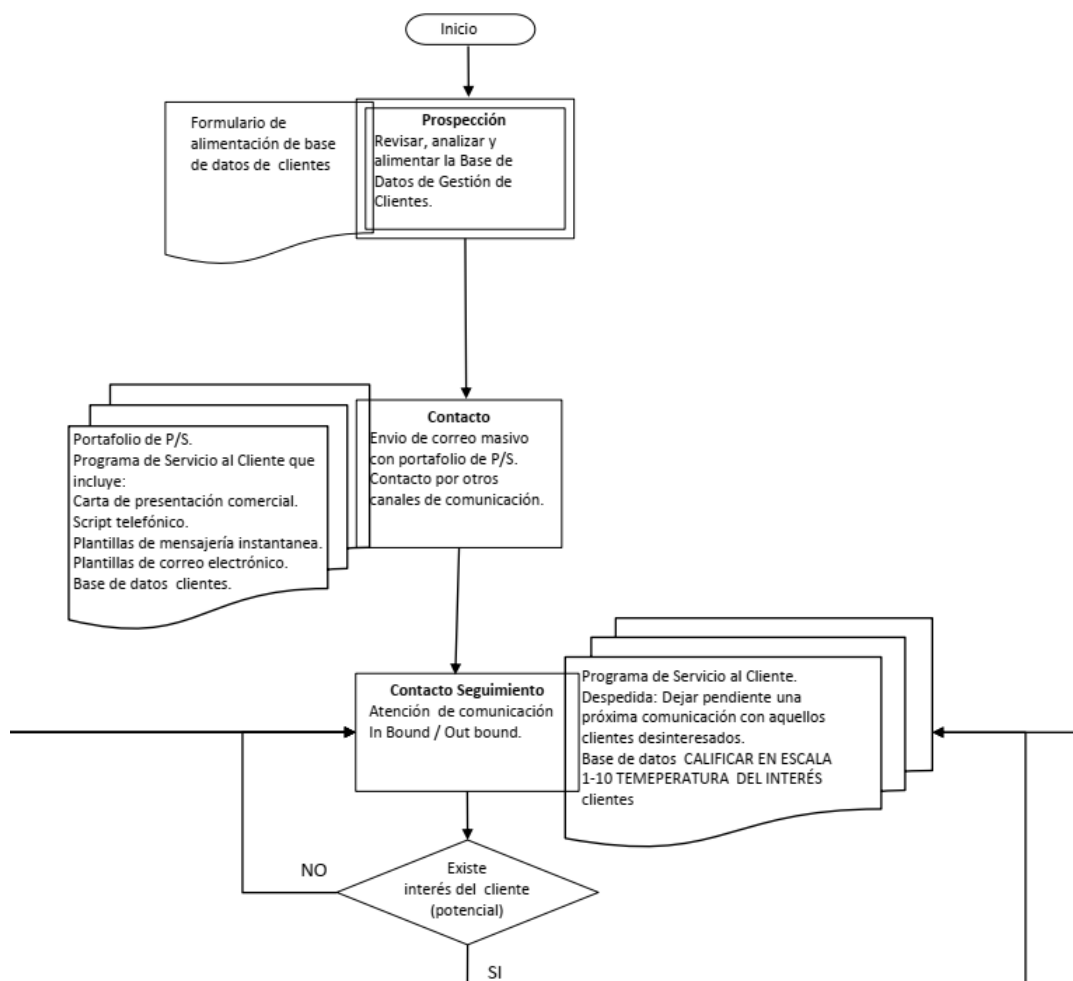 Inicio
Formulario de
alimentación de base
de datos de clientes
Prospección
Revisar, analizar y
alimentar la Base de
Datos de Gestión de
Clientes.
Portafolio de P/S.
Programa de Servicio al Cliente que
incluye:
Carta de presentación comercial.
Script telefónico.
Plantillas de mensajería instantanea.
Plantillas de correo electrónico.
Base de datos clientes.
Contacto
Envio de correo masivo
con portafolio de P/S.
Contacto por otros
canales de comunicación.
Contacto Seguimiento
Atención de comunicación
In Bound / Out bound.
Programa de Servicio al Cliente.
Despedida: Dejar pendiente una
próxima comunicación con aquellos
clientes desinteresados.
Base de datos CALIFICAR EN ESCALA
1-10 TEMEPERATURA DEL INTERÉS
clientes
NO
Existe
interés del cliente
(potencial)
SI